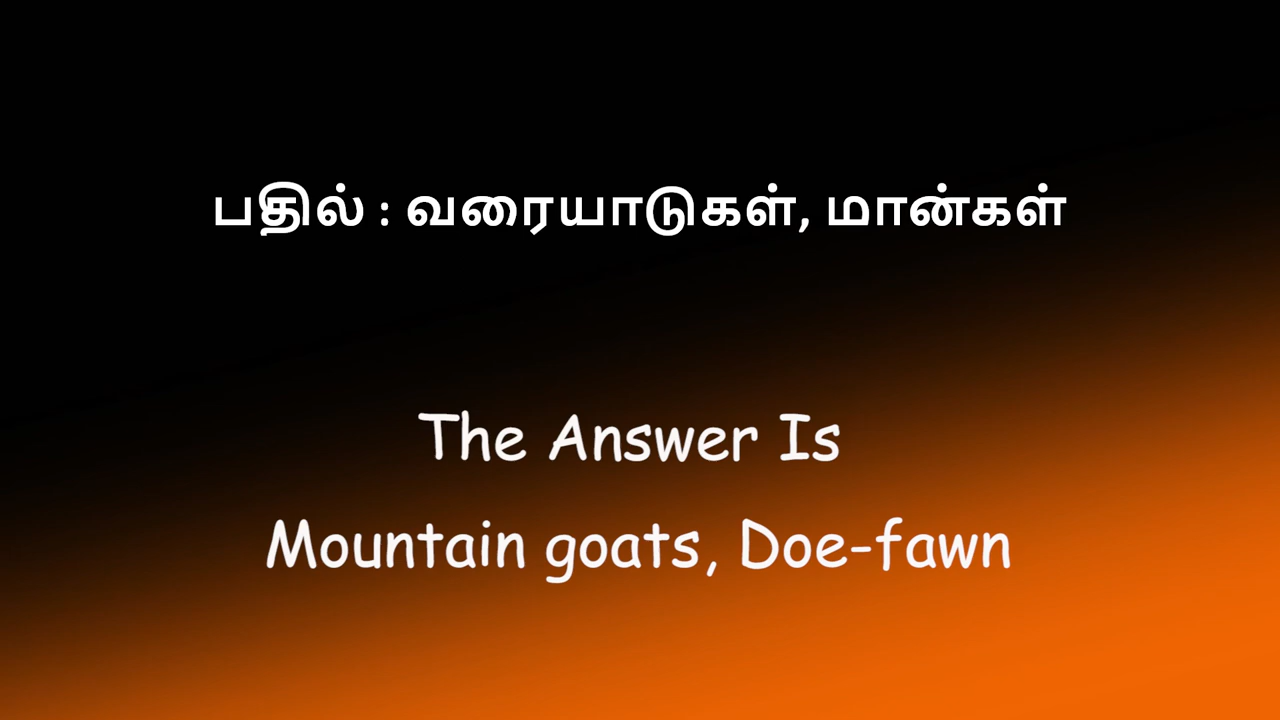 பதில் : வரையாடுகள், மான்கள்
The Answer Is
Mountain goats, Doe-fawn